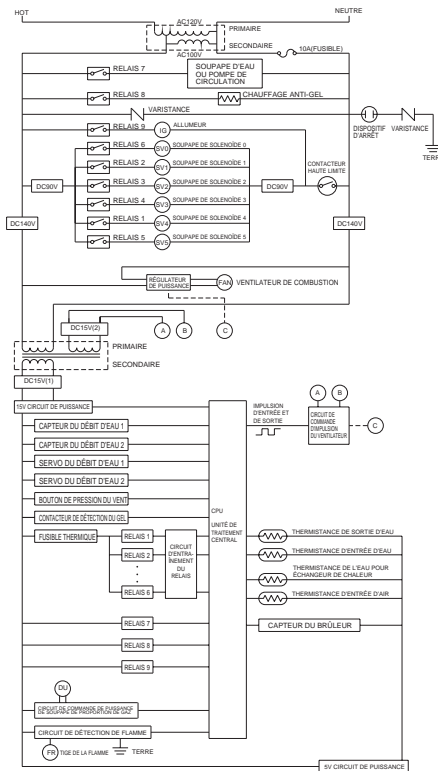 HOT
NEUTRE
AC120V
PRIMAIRE
SECONDAIRE
AC100V
10A(FUSIBLE)
RELAIS 7
SOUPAPE D'EAU
OU POMPE DE
CIRCULATION
RELAIS 8
CHAUFFAGE ANTI-GEL
VARISTANCE
DISPOSITIF
D'ARRÊT
VARISTANCE
TERRE
RELAIS 9
IG
ALLUMEUR
RELAIS 6
SV0
SOUPAPE DE SOLENOÏDE 0
RELAIS 2
SV1
SOUPAPE DE SOLENOÏDE 1
RELAIS 3
SV2
SOUPAPE DE SOLENOÏDE 2
RELAIS 4
SV3
SOUPAPE DE SOLENOÏDE 3
RELAIS 1
SV4
SOUPAPE DE SOLENOÏDE 4
RELAIS 5
SV5
SOUPAPE DE SOLENOÏDE 5
CONTACTEUR
HAUTE LIMITE
DC90V
DC90V
DC140V
DC140V
RÉGULATEUR
DE PUISSANCE
FAN
VENTILATEUR DE COMBUSTION
DC15V(2)
A
B
C
PRIMAIRE
SECONDAIRE
DC15V(1)
15V CIRCUIT DE PUISSANCE
CAPTEUR DU DÉBIT D'EAU 1
CAPTEUR DU DÉBIT D'EAU 2
SERVO DU DÉBIT D'EAU 1
SERVO DU DÉBIT D'EAU 2
BOUTON DE PRESSION DU VENT
CONTACTEUR DE DÉTECTION DU GEL
FUSIBLE THERMIQUE
RELAIS 1
RELAIS 2
RELAIS 6
CIRCUIT
D'ENTRA-
ÎNEMENT
DU
RELAIS
RELAIS 7
RELAIS 8
RELAIS 9
DU
CIRCUIT DE COMMANDE DE PUISSANCE
DE SOUPAPE DE PROPORTION DE GAZ
CIRCUIT DE DÉTECTION DE FLAMME
FR
TIGE DE LA FLAMME
TERRE
CPU
UNITÉ DE
TRAITEMENT
CENTRAL
IMPULSION
D'ENTRÉE ET
DE SORTIE
A
B
CIRCUIT DE
COMMANDE
D'IMPULSION
DU VENTILATEUR
C
THERMISTANCE DE SORTIE D'EAU
THERMISTANCE D'ENTRÉE D'EAU
THERMISTANCE DE L'EAU POUR
ÉCHANGEUR DE CHALEUR
THERMISTANCE D'ENTRÉE D'AIR
CAPTEUR DU BRÛLEUR
5V CIRCUIT DE PUISSANCE